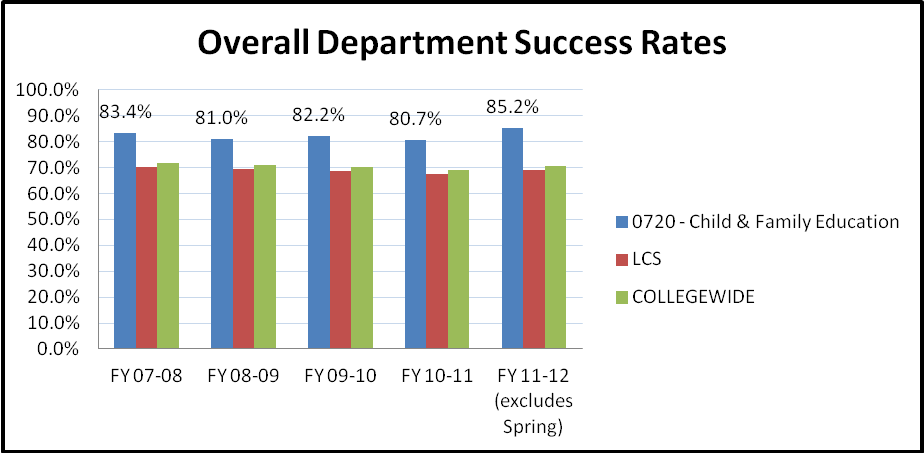 Overall Department Success Rates
100.0%
90.0%
80.0%
70.0%
60.0%
50.0%
40.0%
30.0%
20.0%
10.0%
0.0%
83.4%
81.0%
82.2%
80.7%
85.2%
FY 07-08
FY 08-09
FY 09-10
FY 10-11
FY 11-12
(excludes
Spring)
0720 - Child & Family Education
LCS
COLLEGEWIDE